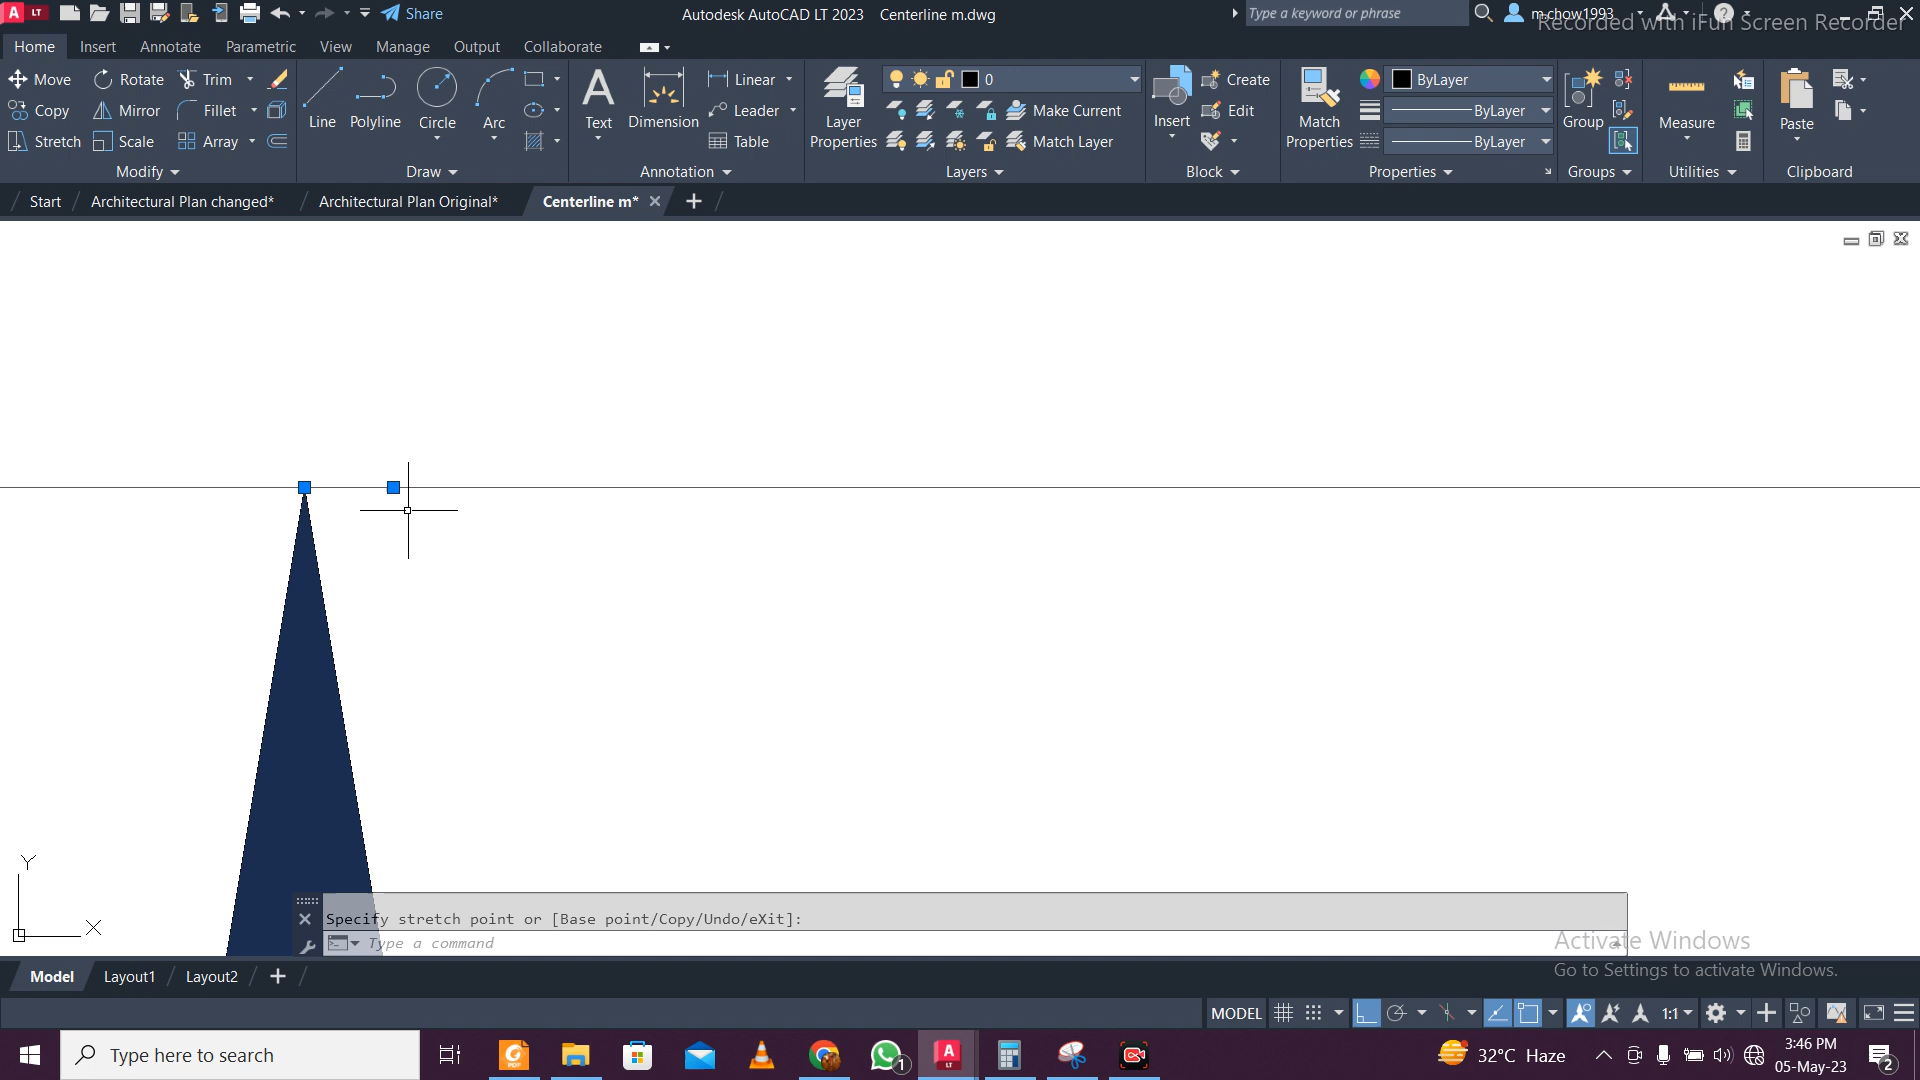 A LT Share Autodesk AutoCAD LT 2023 Centerline m.dwg Type a keyword or phrase m.chow1993 ?
Recorded with iFun Screen Recorder
Home Insert Annotate Parametric View Manage Output Collaborate
Move Rotate Trim Linear 0 Create ByLayer
Copy Mirror Fillet Leader Make Current Edit ByLayer
Line Polyline Circle Arc Text Dimension Layer Insert Match Group Measure Paste
Stretch Scale Array Table Properties Match Layer Properties ByLayer
Modify Draw Annotation Layers Block Properties Groups Utilities Clipboard
Start Architectural Plan changed* Architectural Plan Original* Centerline m* +
Y
X
Specify stretch point or [Base point/Copy/Undo/eXit]:
Type a command
Activate Windows
Go to Settings to activate Windows.
Model Layout1 Layout2 +
MODEL 1:1
Type here to search PDF 1 A LT 32°C Haze 3:46 PM
05-May-23 2